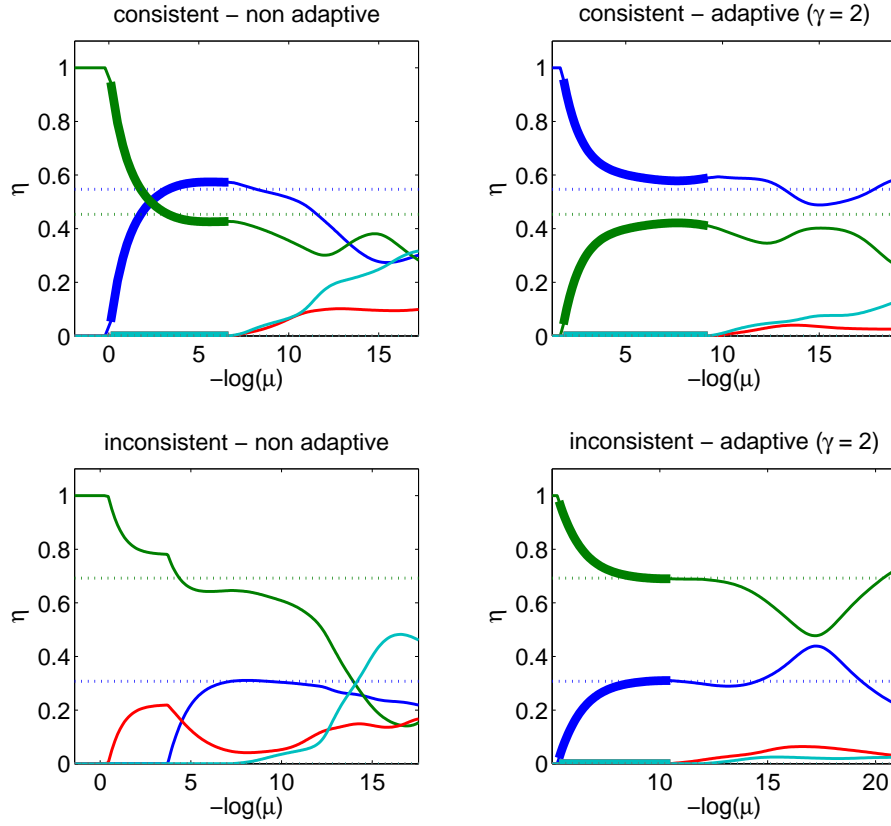 consistent − non adaptive
1
0.8
0.6
0.4
0.2
0
η
0 5 10 15
−log(μ)
consistent − adaptive (γ = 2)
1
0.8
0.6
0.4
0.2
0
η
5 10 15
−log(μ)
inconsistent − non adaptive
1
0.8
0.6
0.4
0.2
0
η
0 5 10 15
−log(μ)
inconsistent − adaptive (γ = 2)
1
0.8
0.6
0.4
0.2
0
η
10 15 20
−log(μ)